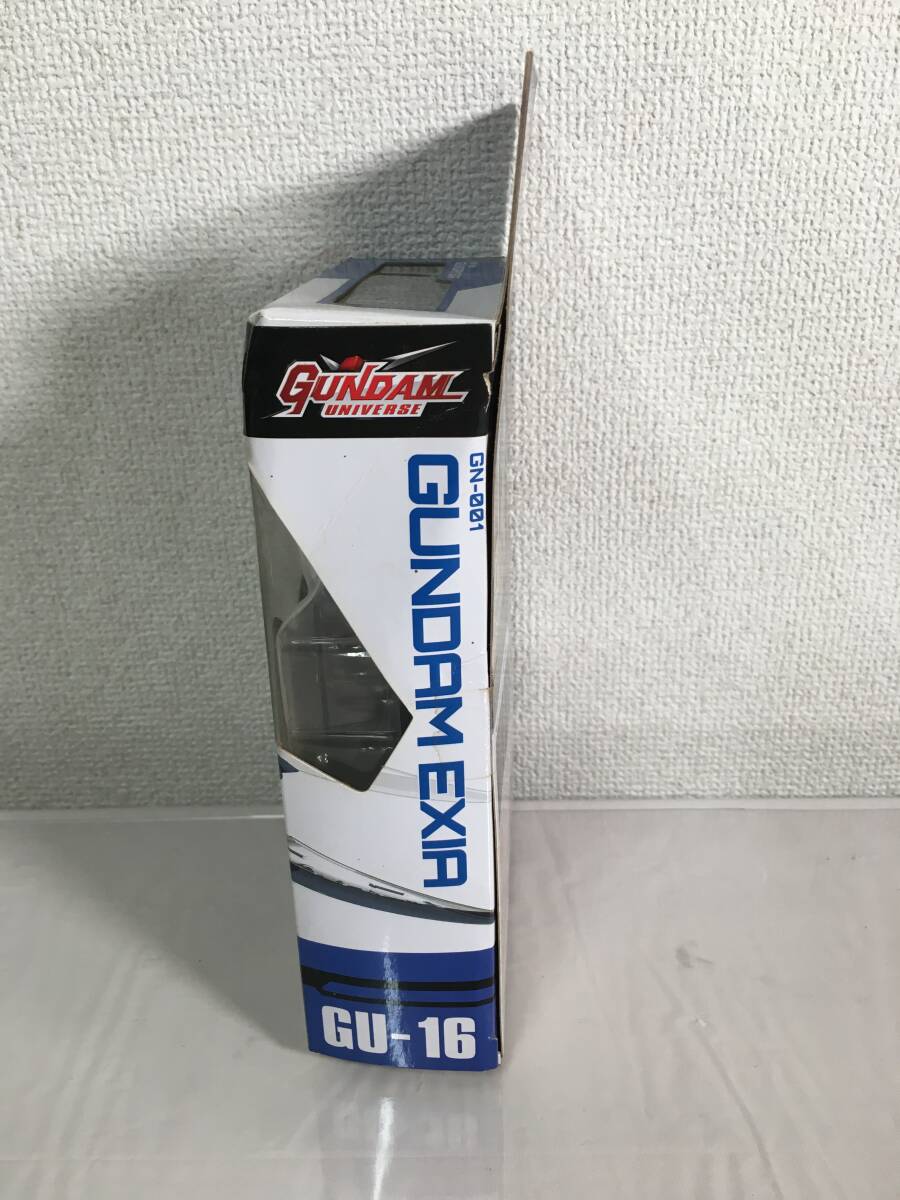 GUNDAM
UNIVERSE
GN-001
GUNDAM EXIA
GU-16